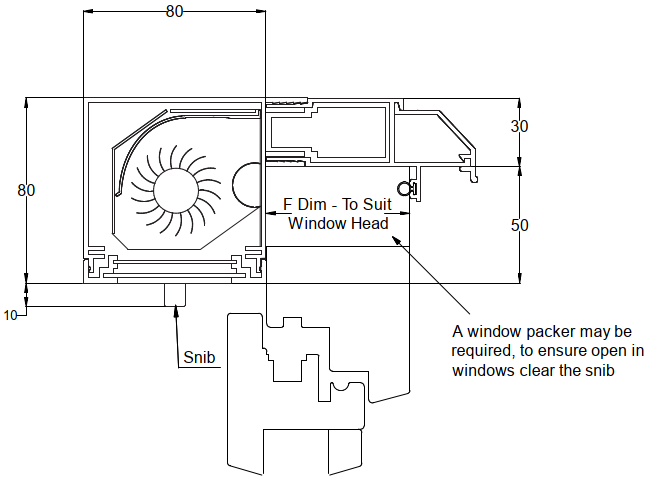 80
30
80
F Dim - To Suit
Window Head
50
10
A window packer may be
required, to ensure open in
windows clear the snib
Snib